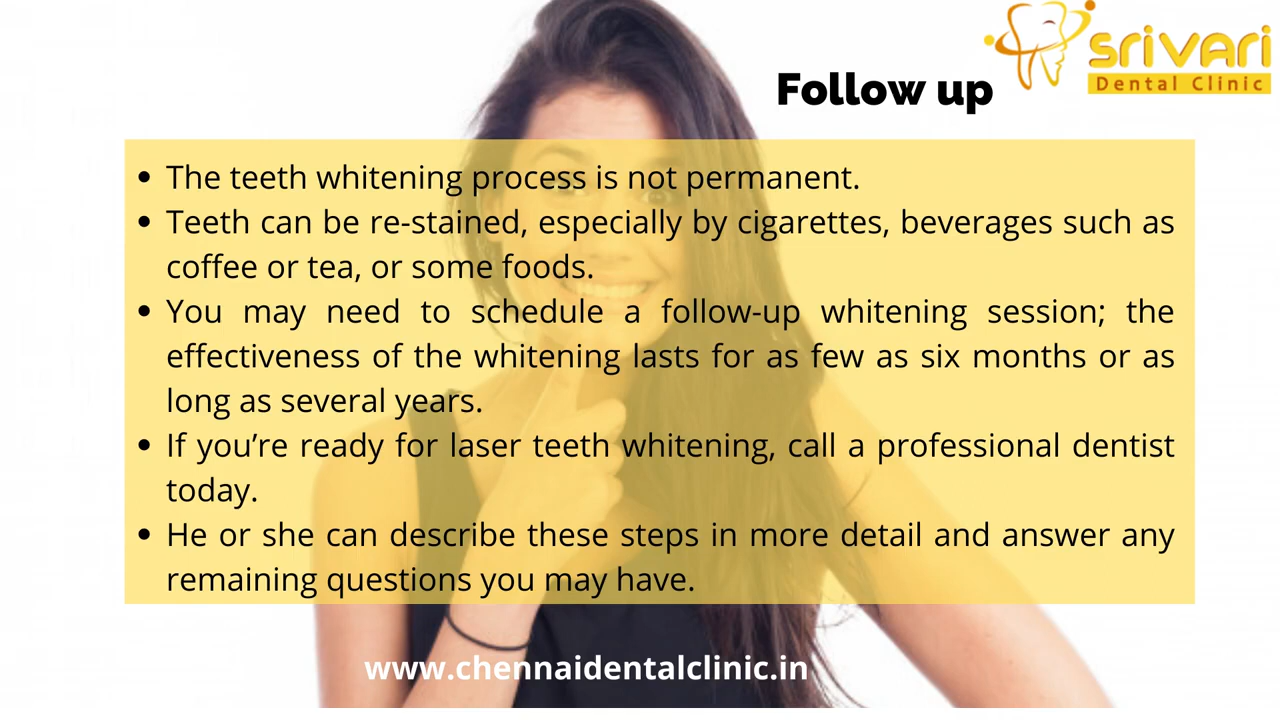 srivari
Dental Clinic
Follow up
• The teeth whitening process is not permanent.
• Teeth can be re-stained, especially by cigarettes, beverages such as
coffee or tea, or some foods.
• You may need to schedule a follow-up whitening session; the
effectiveness of the whitening lasts for as few as six months or as
long as several years.
• If you’re ready for laser teeth whitening, call a professional dentist
today.
• He or she can describe these steps in more detail and answer any
remaining questions you may have.
www.chennaidentalclinic.in